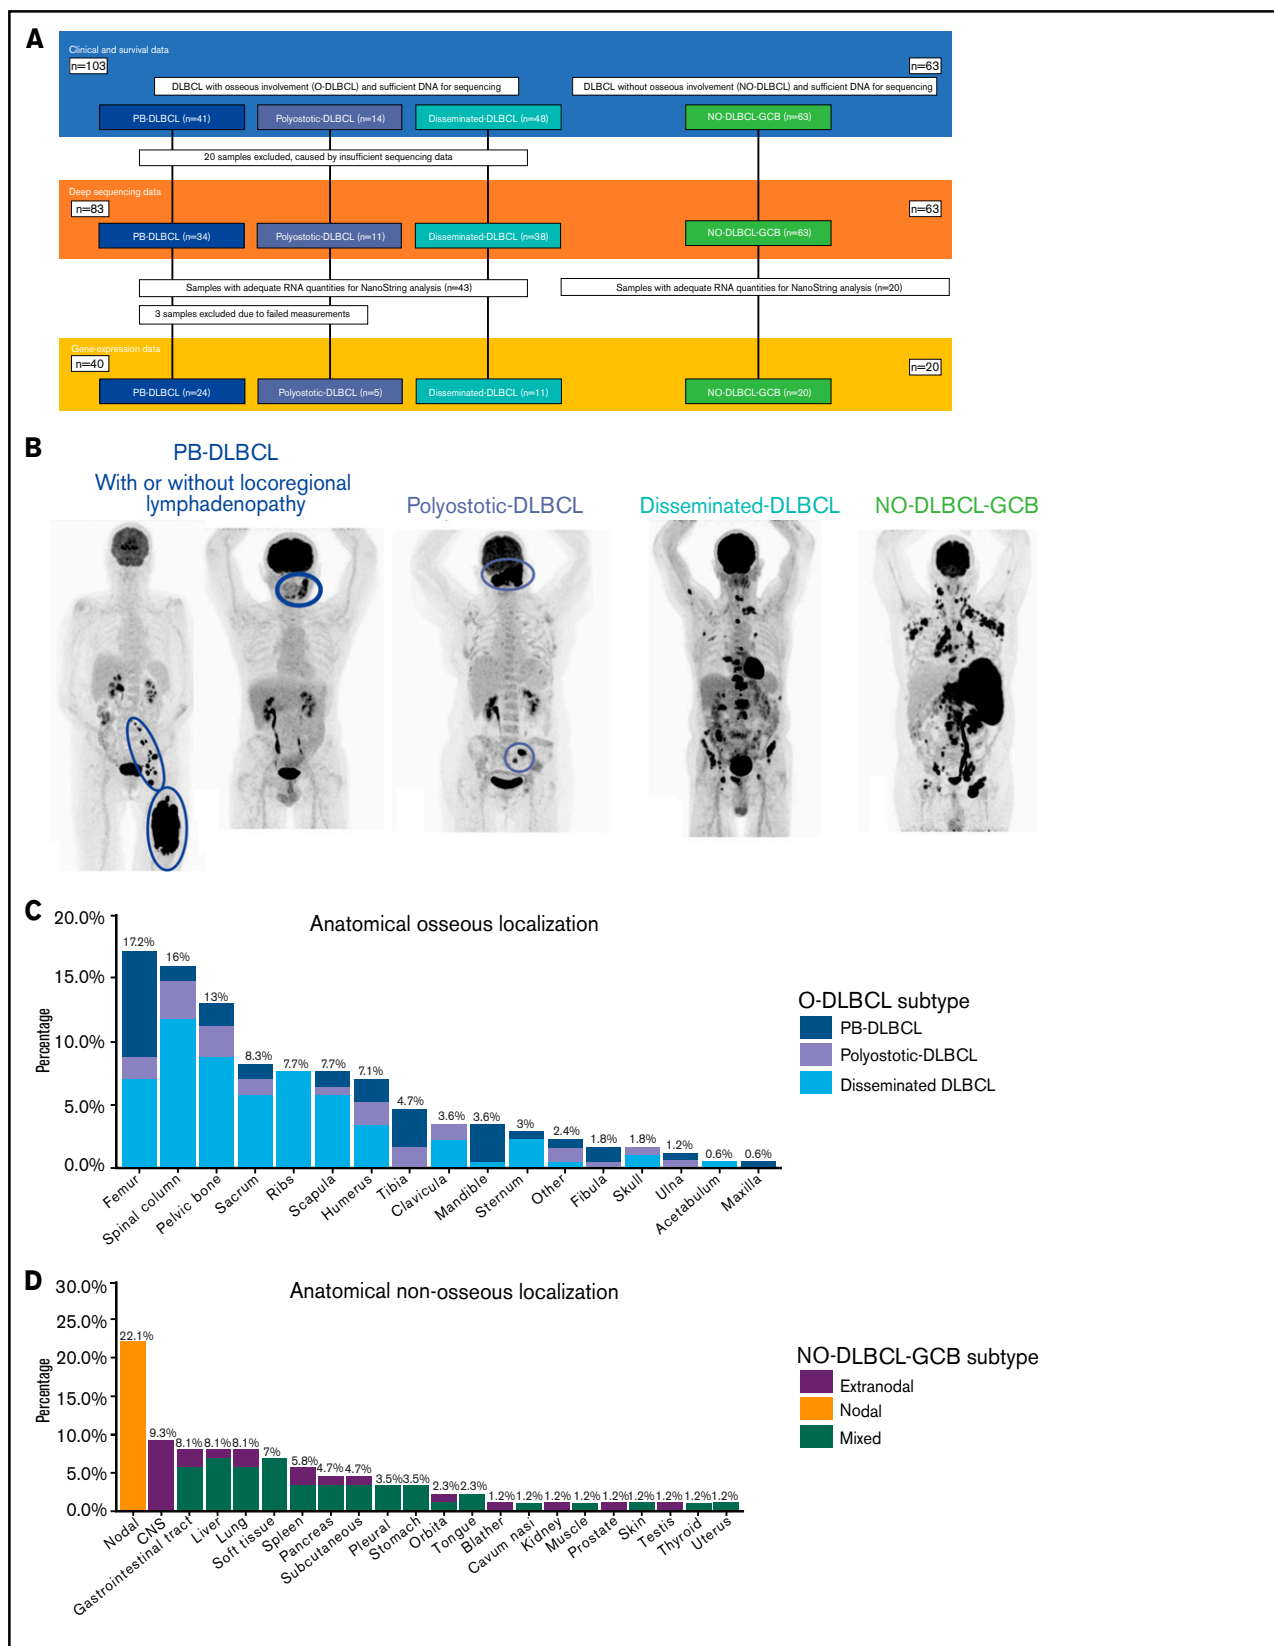 A
Clinical and survival data
n=103
n=63
DLBCL with osseous involvement (O-DLBCL) and sufficient DNA for sequencing
DLBCL without osseous involvement (NO-DLBCL) and sufficient DNA for sequencing
PB-DLBCL (n=41)
Polyostotic-DLBCL (n=14)
Disseminated-DLBCL (n=48)
NO-DLBCL-GCB (n=63)
20 samples excluded, caused by insufficient sequencing data
Deep sequencing data
n=83
n=63
PB-DLBCL (n=34)
Polyostotic-DLBCL (n=11)
Disseminated-DLBCL (n=38)
NO-DLBCL-GCB (n=63)
Samples with adequate RNA quantities for NanoString analysis (n=43)
Samples with adequate RNA quantities for NanoString analysis (n=20)
3 samples excluded due to failed measurements
Gene-expression data
n=40
n=20
PB-DLBCL (n=24)
Polyostotic-DLBCL (n=5)
Disseminated-DLBCL (n=11)
NO-DLBCL-GCB (n=20)
B
PB-DLBCL
With or without locoregional
lymphadenopathy
Polyostotic-DLBCL
Disseminated-DLBCL
NO-DLBCL-GCB
C
Anatomical osseous localization
Percentage
20.0%
15.0%
10.0%
5.0%
0.0%
17.2%
16%
13%
8.3%
7.7%
7.7%
7.1%
4.7%
3.6%
3.6%
3%
2.4%
1.8%
1.8%
1.2%
0.6%
0.6%
Femur
Spinal column
Pelvic bone
Sacrum
Ribs
Scapula
Humerus
Tibia
Clavicula
Mandible
Sternum
Other
Fibula
Skull
Ulna
Acetabulum
Maxilla
O-DLBCL subtype
PB-DLBCL
Polyostotic-DLBCL
Disseminated DLBCL
D
Anatomical non-osseous localization
Percentage
30.0%
25.0%
20.0%
15.0%
10.0%
5.0%
0.0%
22.1%
9.3%
8.1%
8.1%
8.1%
7%
5.8%
4.7%
4.7%
3.5%
3.5%
2.3%
2.3%
1.2%
1.2%
1.2%
1.2%
1.2%
1.2%
1.2%
1.2%
1.2%
Nodal
CNS
Gastrointestinal tract
Liver
Lung
Soft tissue
Spleen
Pancreas
Subcutaneous
Pleural
Stomach
Orbita
Tongue
Blather
Cavum nasi
Kidney
Muscle
Prostate
Skin
Testis
Thyroid
Uterus
NO-DLBCL-GCB subtype
Extranodal
Nodal
Mixed